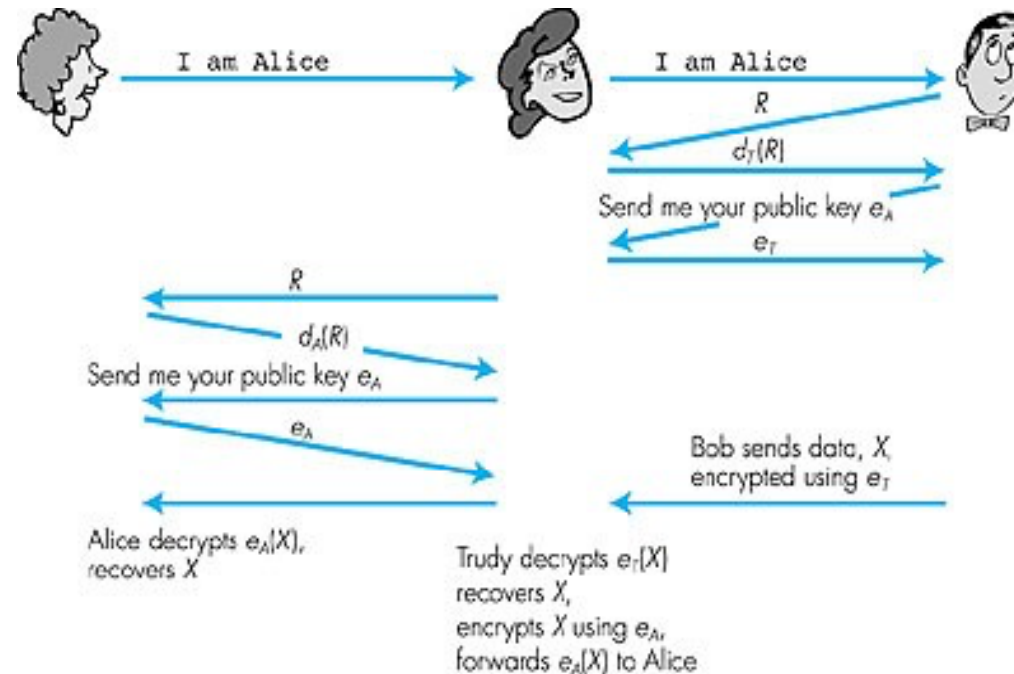 I am Alice
I am Alice
R
d_T(R)
Send me your public key e_A
e_T
R
d_A(R)
Send me your public key e_A
e_A
Bob sends data, X,
encrypted using e_T
Alice decrypts e_A(X),
recovers X
Trudy decrypts e_T(X)
recovers X,
encrypts X using e_A,
forwards e_A(X) to Alice